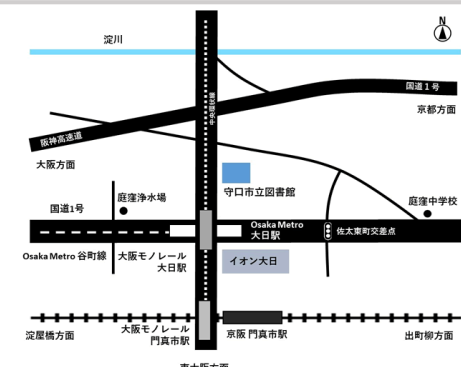 N
淀川
国道1号
中央環状線
京都方面
阪神高速道
大阪方面
守口市立図書館
庭窪浄水場
庭窪中学校
国道1号
Osaka Metro
大日駅
佐太東町交差点
Osaka Metro 谷町線
大阪モノレール
大日駅
イオン大日
大阪モノレール
門真市駅
京阪 門真市駅
淀屋橋方面
出町柳方面
東大阪方面